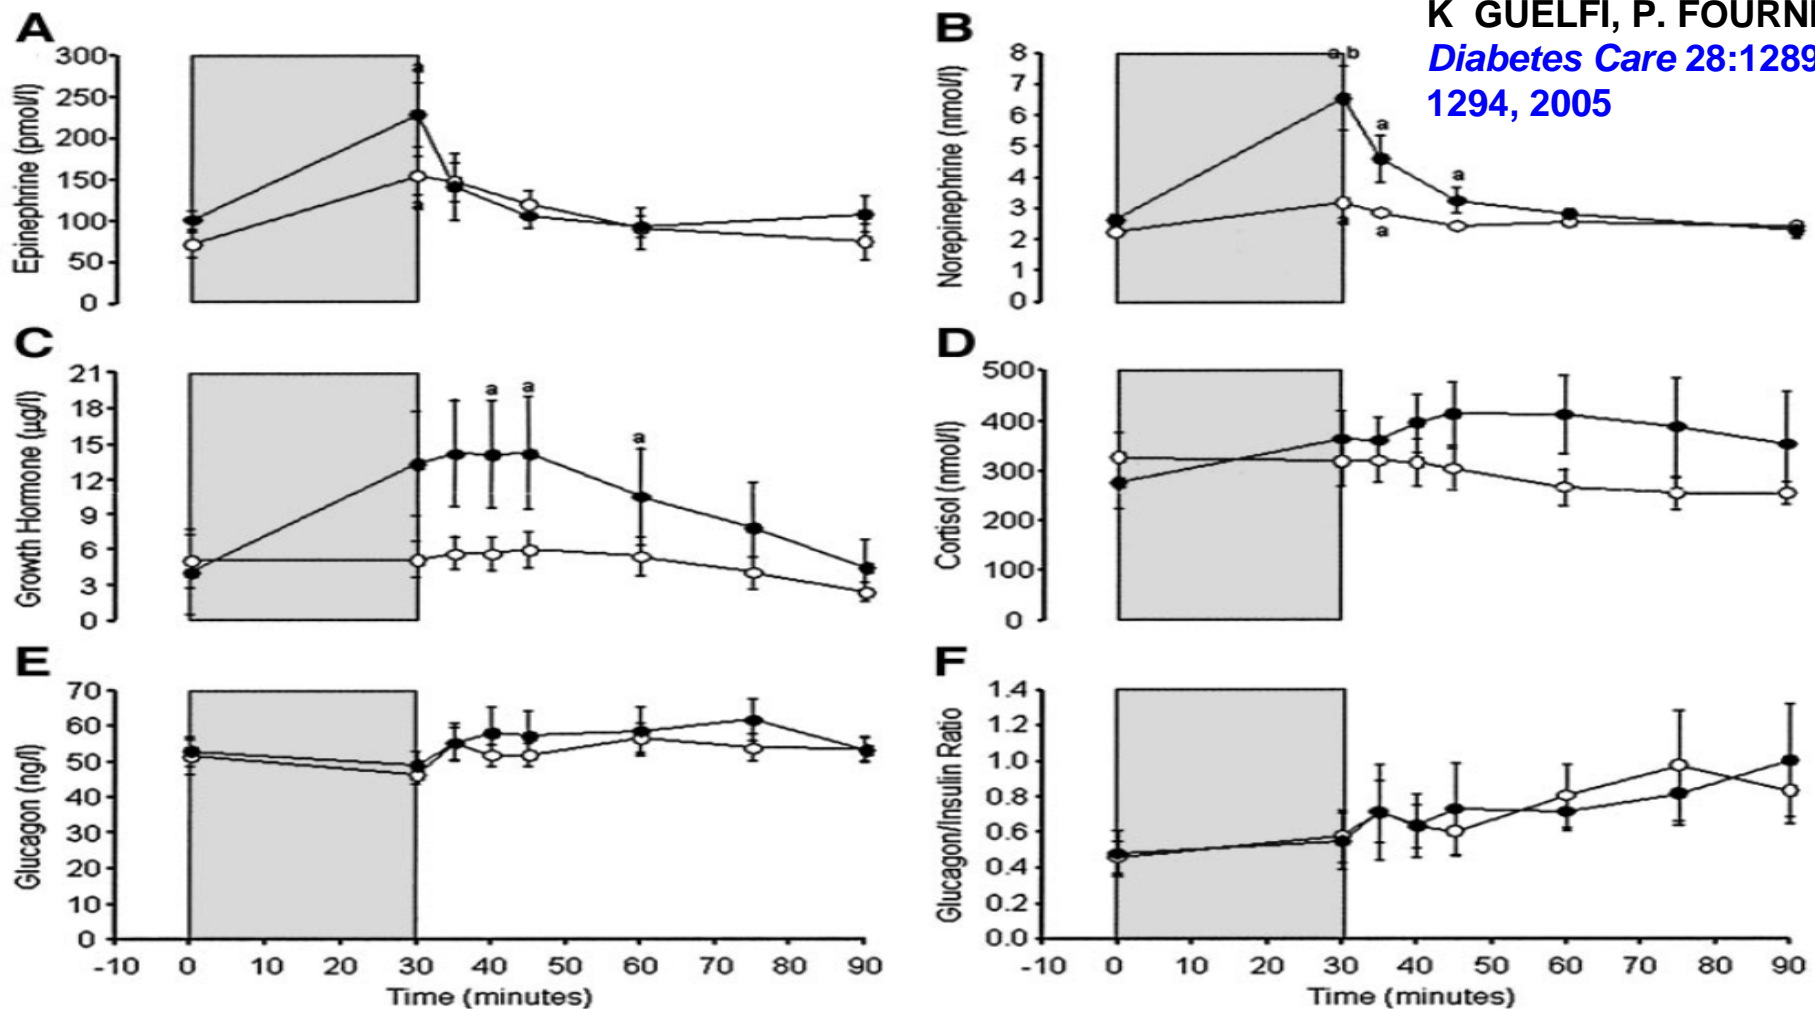 K GUELFI, P. FOURN
Diabetes Care 28:1289
1294, 2005
A
Epinephrine (pmol/l)
300
250
200
150
100
50
0
a
a
B
Norepinephrine (nmol/l)
8
7
6
5
4
3
2
1
0
a b
a
a
a
a
C
Growth Hormone (µg/l)
21
18
15
12
9
6
3
0
a
a
a
D
Cortisol (nmol/l)
500
400
300
200
100
0
E
Glucagon (ng/l)
70
60
50
40
30
20
10
0
-10 0 10 20 30 40 50 60 70 80 90
Time (minutes)
F
Glucagon/Insulin Ratio
1.4
1.2
1.0
0.8
0.6
0.4
0.2
0.0
-10 0 10 20 30 40 50 60 70 80 90
Time (minutes)